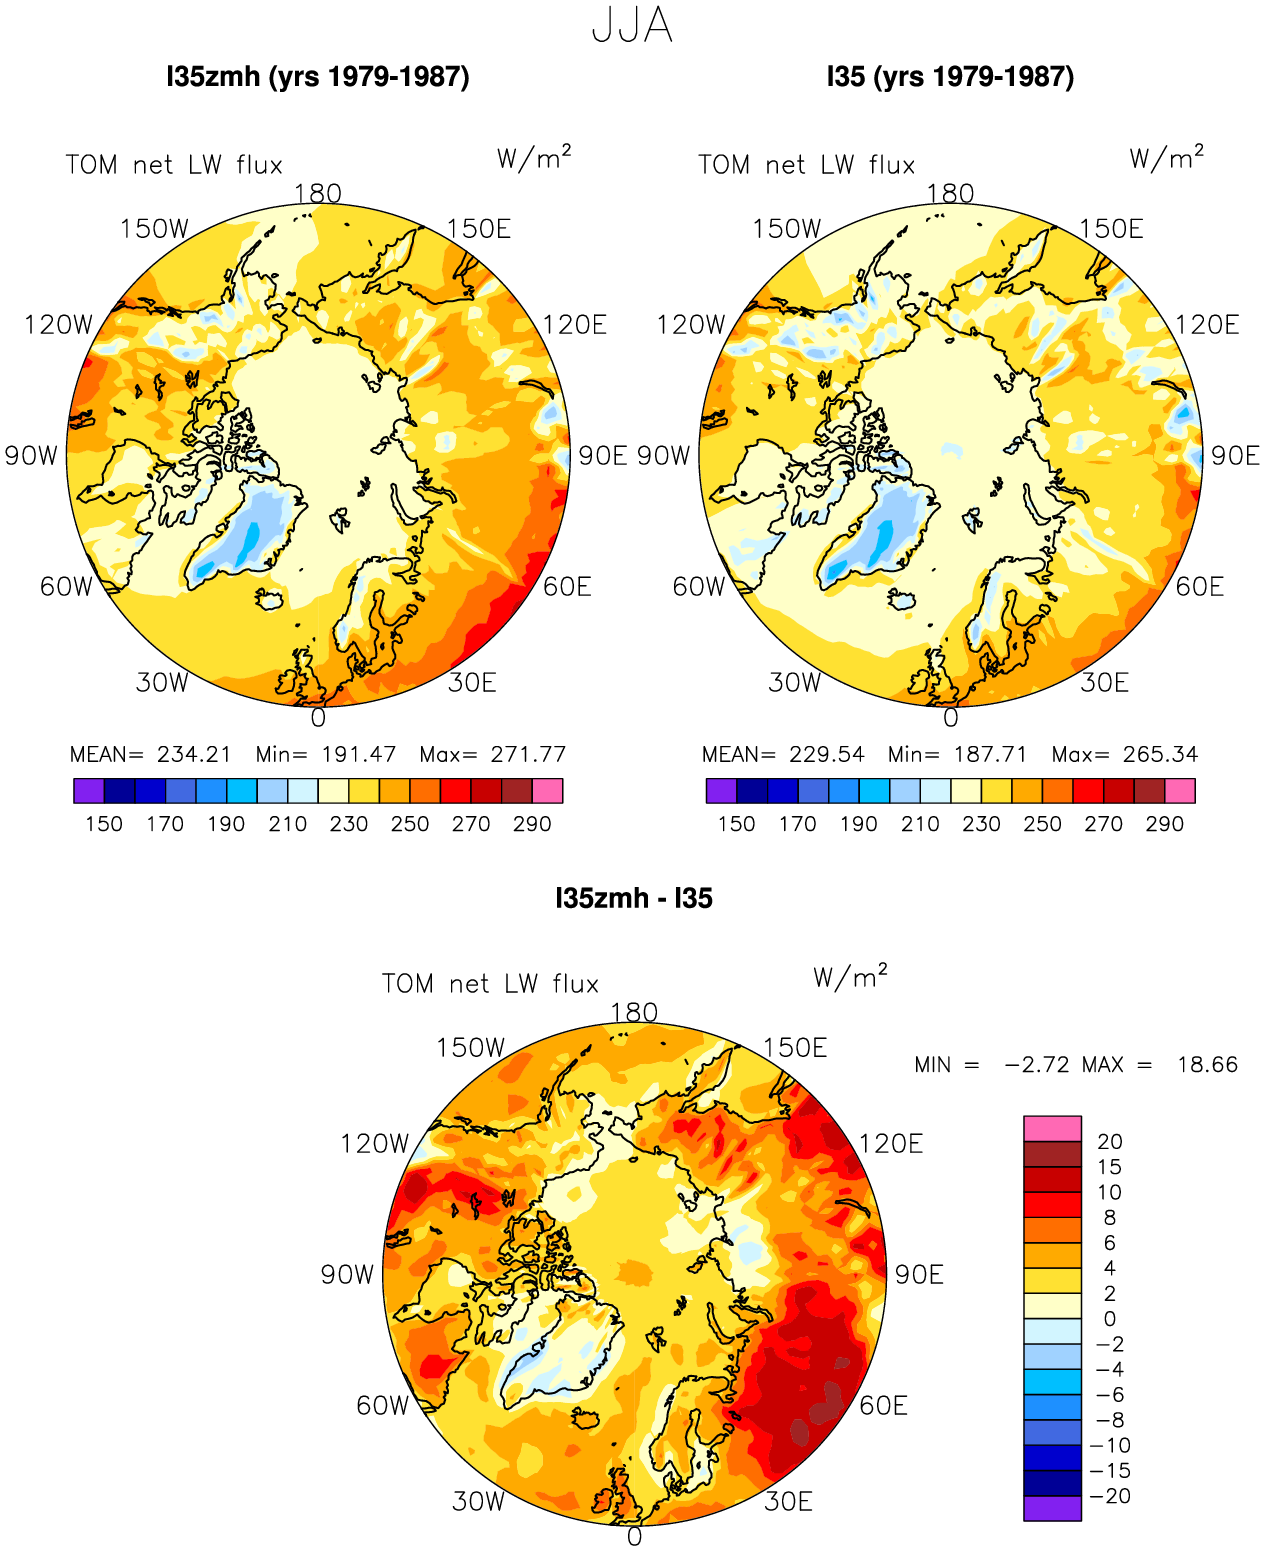 JJA
I35zmh (yrs 1979-1987)
I35 (yrs 1979-1987)
TOM net LW flux W/m²
TOM net LW flux W/m²
180
150W 150E
120W 120E
90W 90E
60W 60E
30W 30E
0
180
150W 150E
120W 120E
90W 90E
60W 60E
30W 30E
0
MEAN= 234.21 Min= 191.47 Max= 271.77
150 170 190 210 230 250 270 290
MEAN= 229.54 Min= 187.71 Max= 265.34
150 170 190 210 230 250 270 290
I35zmh - I35
TOM net LW flux W/m²
180
150W 150E
120W 120E
90W 90E
60W 60E
30W 30E
0
MIN = −2.72 MAX = 18.66
20
15
10
8
6
4
2
0
−2
−4
−6
−8
−10
−15
−20